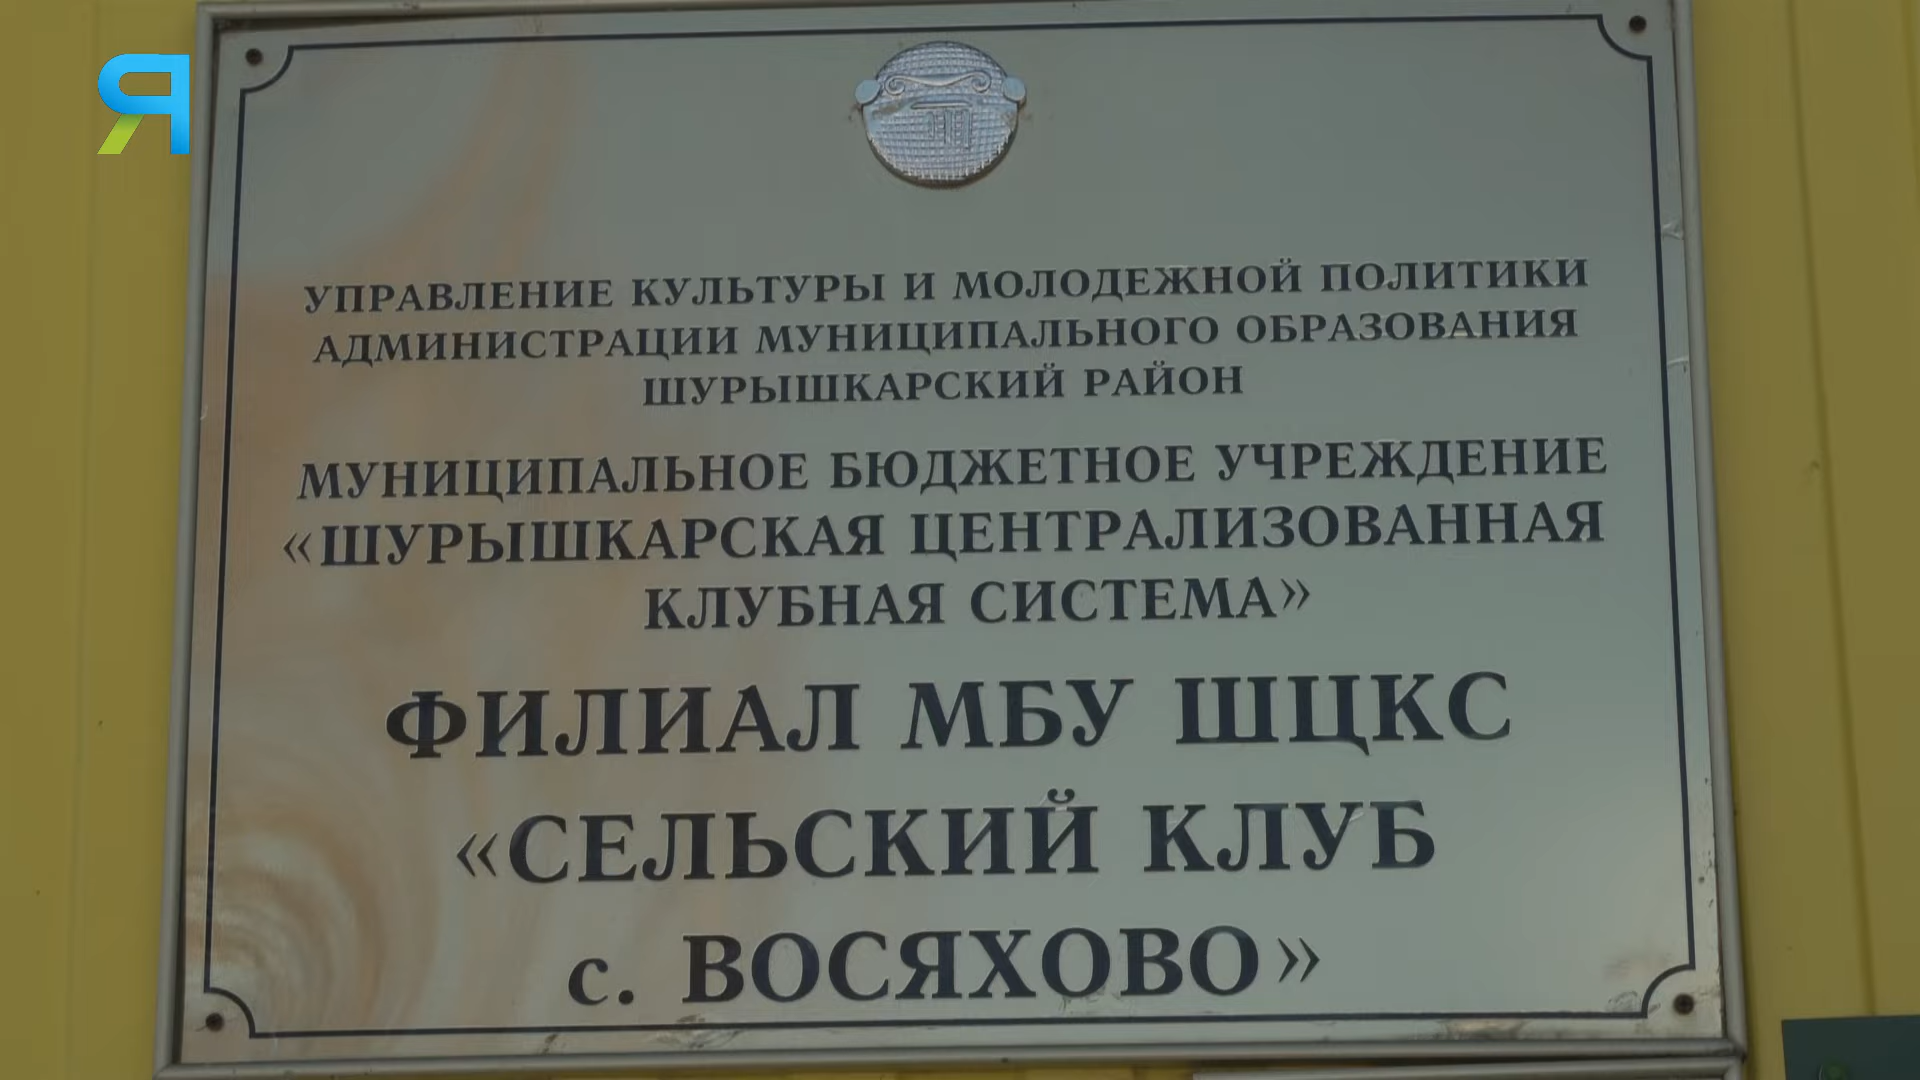 Я
УПРАВЛЕНИЕ КУЛЬТУРЫ И МОЛОДЕЖНОЙ ПОЛИТИКИ
АДМИНИСТРАЦИИ МУНИЦИПАЛЬНОГО ОБРАЗОВАНИЯ
ШУРЫШКАРСКИЙ РАЙОН
МУНИЦИПАЛЬНОЕ БЮДЖЕТНОЕ УЧРЕЖДЕНИЕ
«ШУРЫШКАРСКАЯ ЦЕНТРАЛИЗОВАННАЯ
КЛУБНАЯ СИСТЕМА»
ФИЛИАЛ МБУ ШЦКС
«СЕЛЬСКИЙ КЛУБ
с. ВОСЯХОВО»